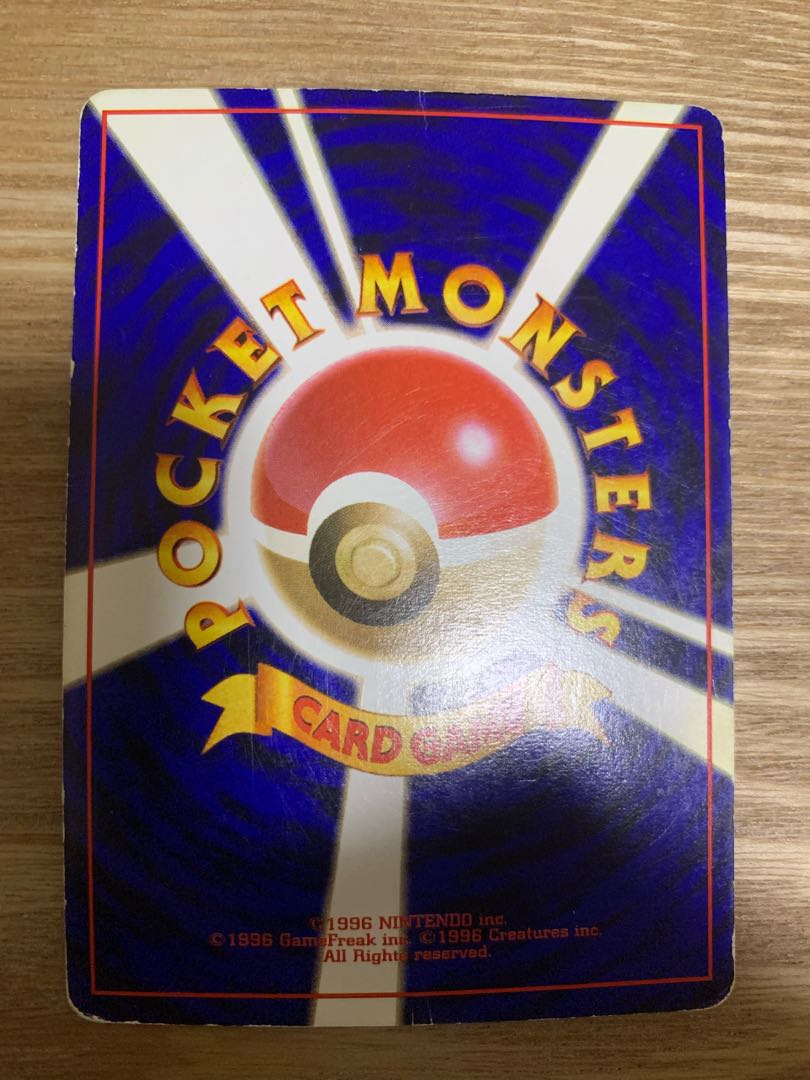 POCKET MONSTERS
CARD GAME
©1996 NINTENDO inc.
©1996 GameFreak inc. ©1996 Creatures inc.
All Rights reserved.